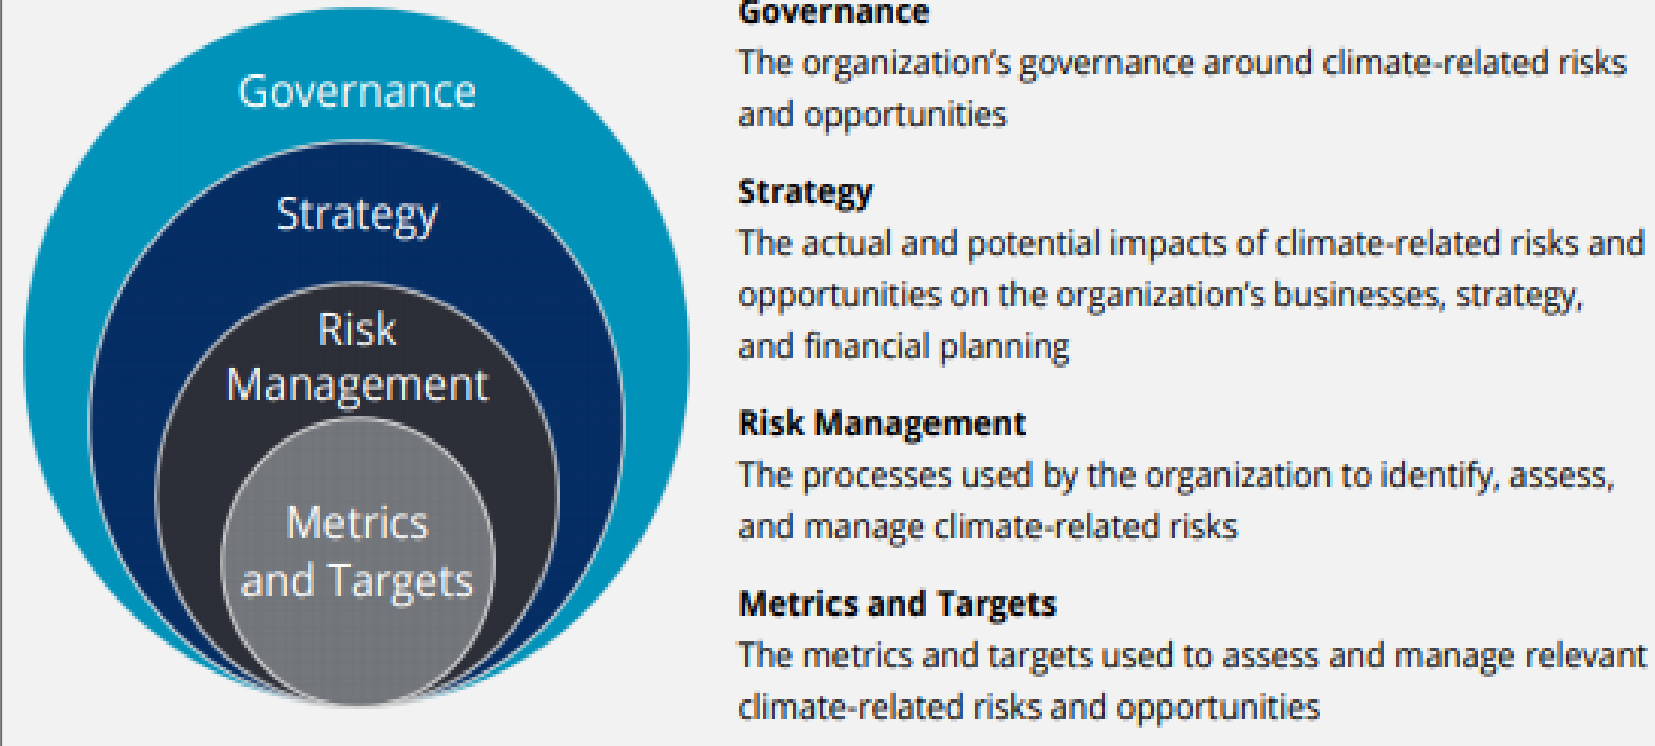 Governance
Strategy
Risk
Management
Metrics
and Targets
Governance
The organization’s governance around climate-related risks
and opportunities
Strategy
The actual and potential impacts of climate-related risks and
opportunities on the organization’s businesses, strategy,
and financial planning
Risk Management
The processes used by the organization to identify, assess,
and manage climate-related risks
Metrics and Targets
The metrics and targets used to assess and manage relevant
climate-related risks and opportunities